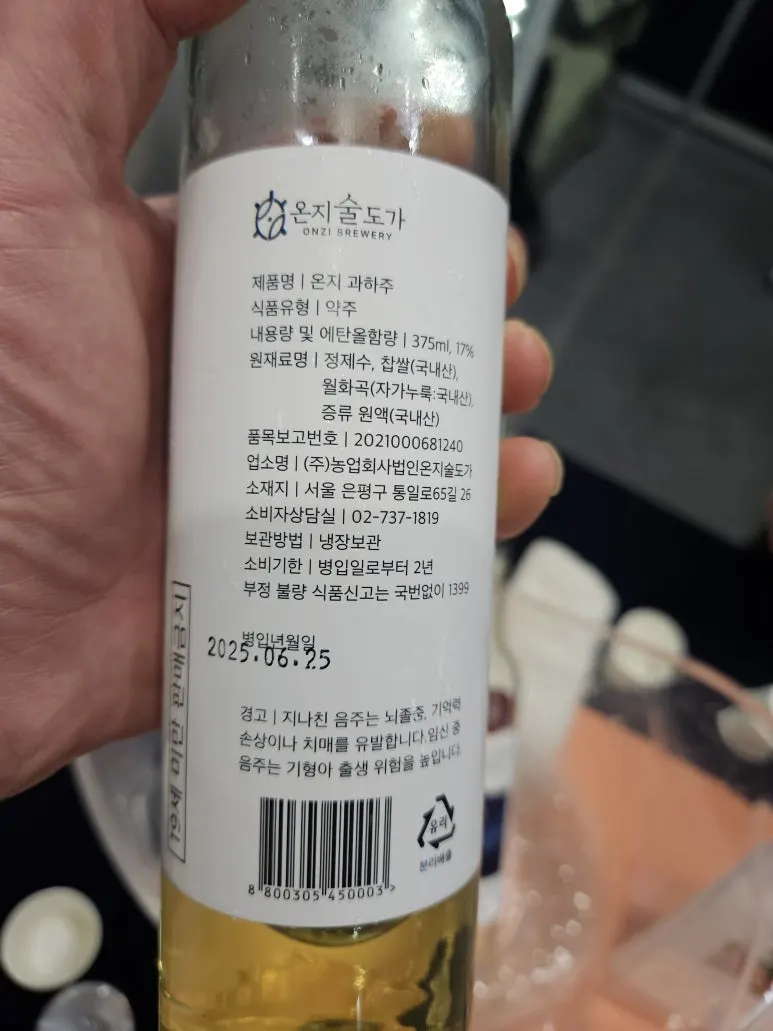 온지술도가
ONZI BREWERY
제품명 | 온지 과하주
식품유형 | 약주
내용량 및 에탄올함량 | 375ml, 17%
원재료명 | 정제수, 찹쌀(국내산),
월화곡(자가누룩:국내산),
증류 원액(국내산)
품목보고번호 | 2021000681240
업소명 | (주)농업회사법인온지술도가
소재지 | 서울 은평구 통일로65길 26
소비자상담실 | 02-737-1819
보관방법 | 냉장보관
소비기한 | 병입일로부터 2년
부정 불량 식품신고는 국번없이 1399
병입년월일
2025.06.25
경고 | 지나친 음주는 뇌졸중, 기억력
손상이나 치매를 유발합니다.임신 중
음주는 기형아 출생 위험을 높입니다.
19세 미만 판매금지
유리
분리배출
8 800305 450003 >